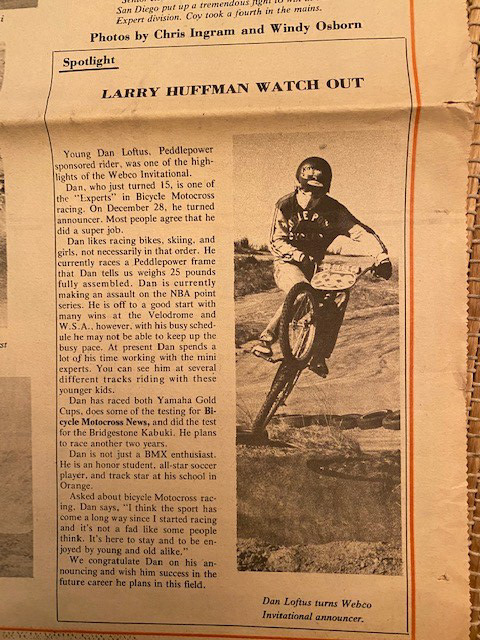 San Diego put up a tremendous fight to
Expert division. Coy took a fourth in the mains.
Photos by Chris Ingram and Windy Osborn
Spotlight
LARRY HUFFMAN WATCH OUT
Young Dan Loftus, Peddlepower
sponsored rider, was one of the high-
lights of the Webco Invitational.
Dan, who just turned 15, is one of
the "Experts" in Bicycle Motocross
racing. On December 28, he turned
announcer. Most people agree that he
did a super job.
Dan likes racing bikes, skiing, and
girls, not necessarily in that order. He
currently races a Peddlepower frame
that Dan tells us weighs 25 pounds
fully assembled. Dan is currently
making an assault on the NBA point
series. He is off to a good start with
many wins at the Velodrome and
W.S.A., however, with his busy sched-
ule he may not be able to keep up the
busy pace. At present Dan spends a
lot of his time working with the mini
experts. You can see him at several
different tracks riding with these
younger kids.
Dan has raced both Yamaha Gold
Cups, does some of the testing for Bi-
cycle Motocross News, and did the test
for the Bridgestone Kabuki. He plans
to race another two years.
Dan is not just a BMX enthusiast.
He is an honor student, all-star soccer
player, and track star at his school in
Orange.
Asked about bicycle Motocross rac-
ing, Dan says, "I think the sport has
come a long way since I started racing
and it's not a fad like some people
think. It's here to stay and to be en-
joyed by young and old alike."
We congratulate Dan on his an-
nouncing and wish him success in the
future career he plans in this field.
Dan Loftus turns Webco
Invitational announcer.